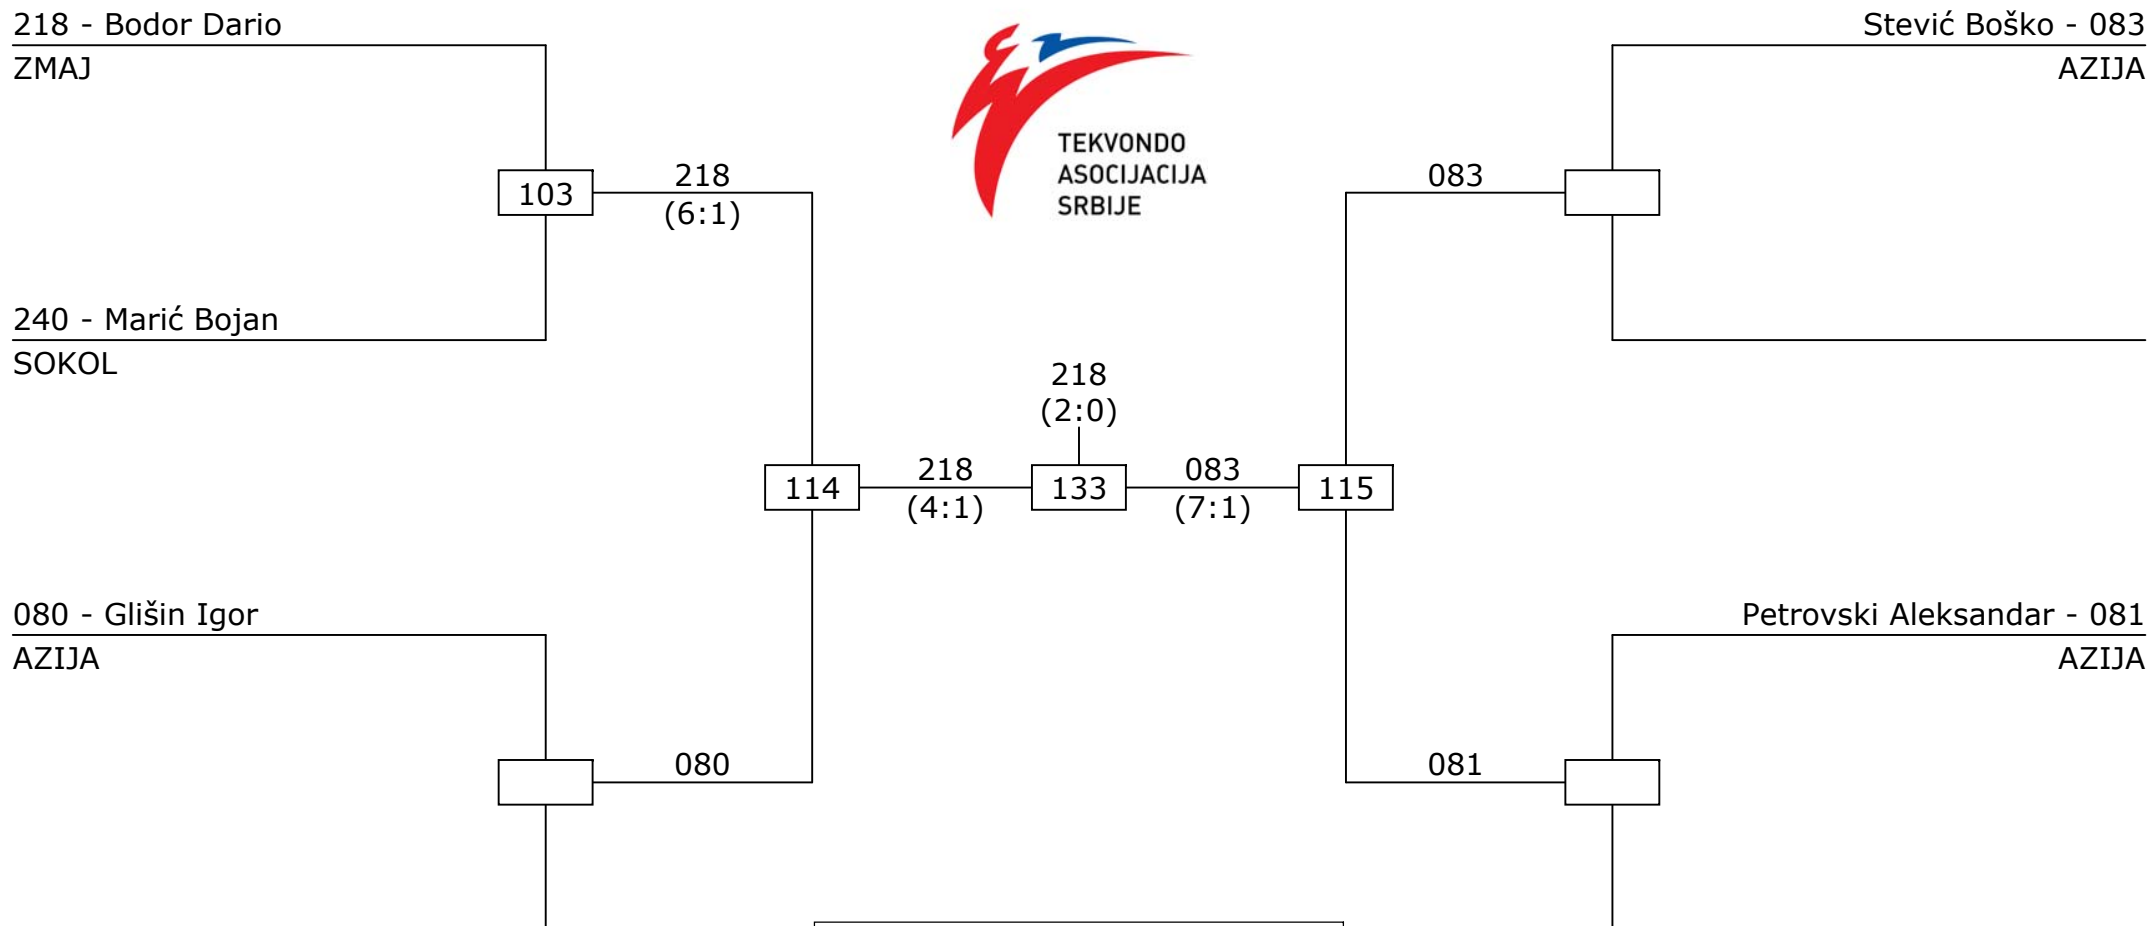 218 - Bodor Dario
ZMAJ
Stević Boško - 083
AZIJA
TEKVONDO
ASOCIJACIJA
SRBIJE
103
218
(6:1)
083
240 - Marić Bojan
SOKOL
218
(2:0)
114
218
(4:1)
133
083
(7:1)
115
080 - Glišin Igor
AZIJA
Petrovski Aleksandar - 081
AZIJA
080
081